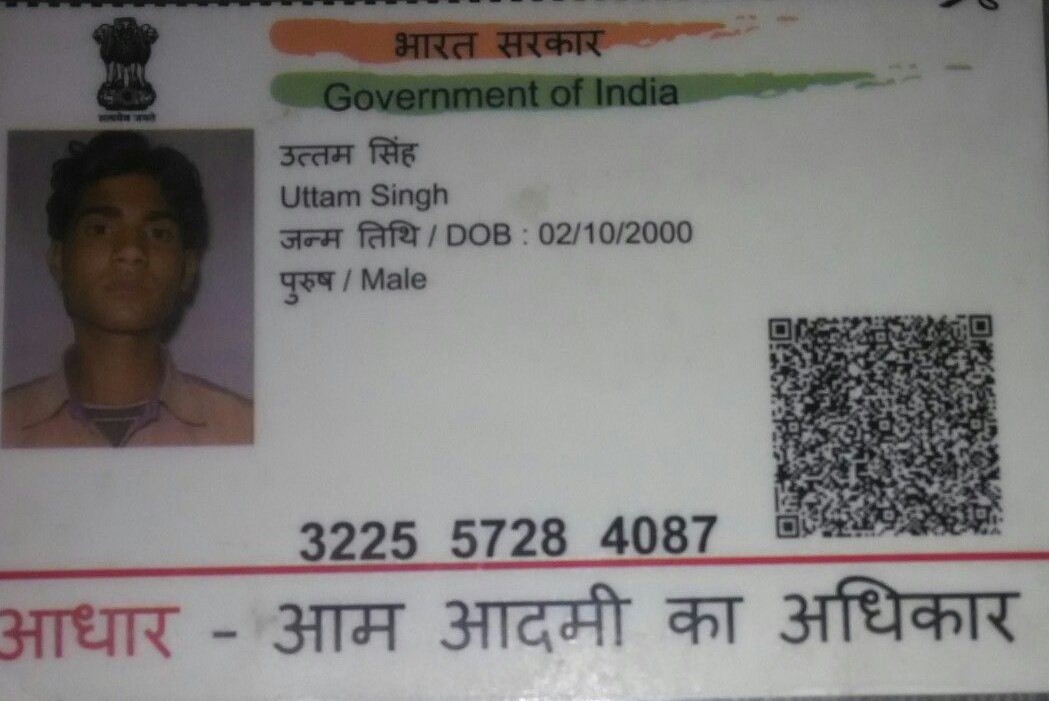 भारत सरकार
Government of India
सत्यमेव जयते
उत्तम सिंह
Uttam Singh
जन्म तिथि / DOB : 02/10/2000
पुरुष / Male
3225 5728 4087
आधार - आम आदमी का अधिकार